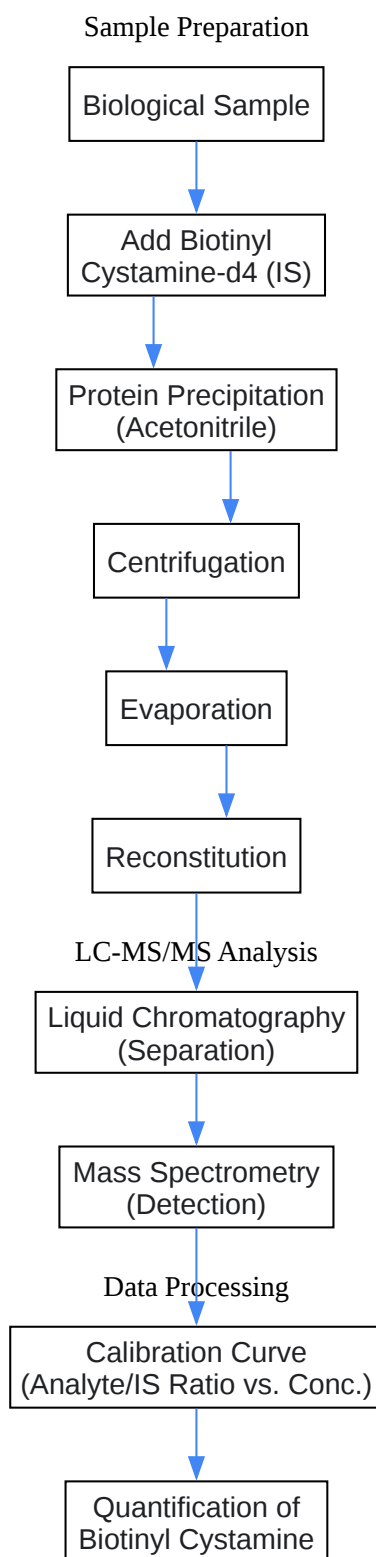 Sample Preparation
Biological Sample
Add Biotinyl
Cystamine-d4 (IS)
Protein Precipitation
(Acetonitrile)
Centrifugation
Evaporation
Reconstitution
LC-MS/MS Analysis
Liquid Chromatography
(Separation)
Mass Spectrometry
(Detection)
Data Processing
Calibration Curve
(Analyte/IS Ratio vs. Conc.)
Quantification of
Biotinyl Cystamine